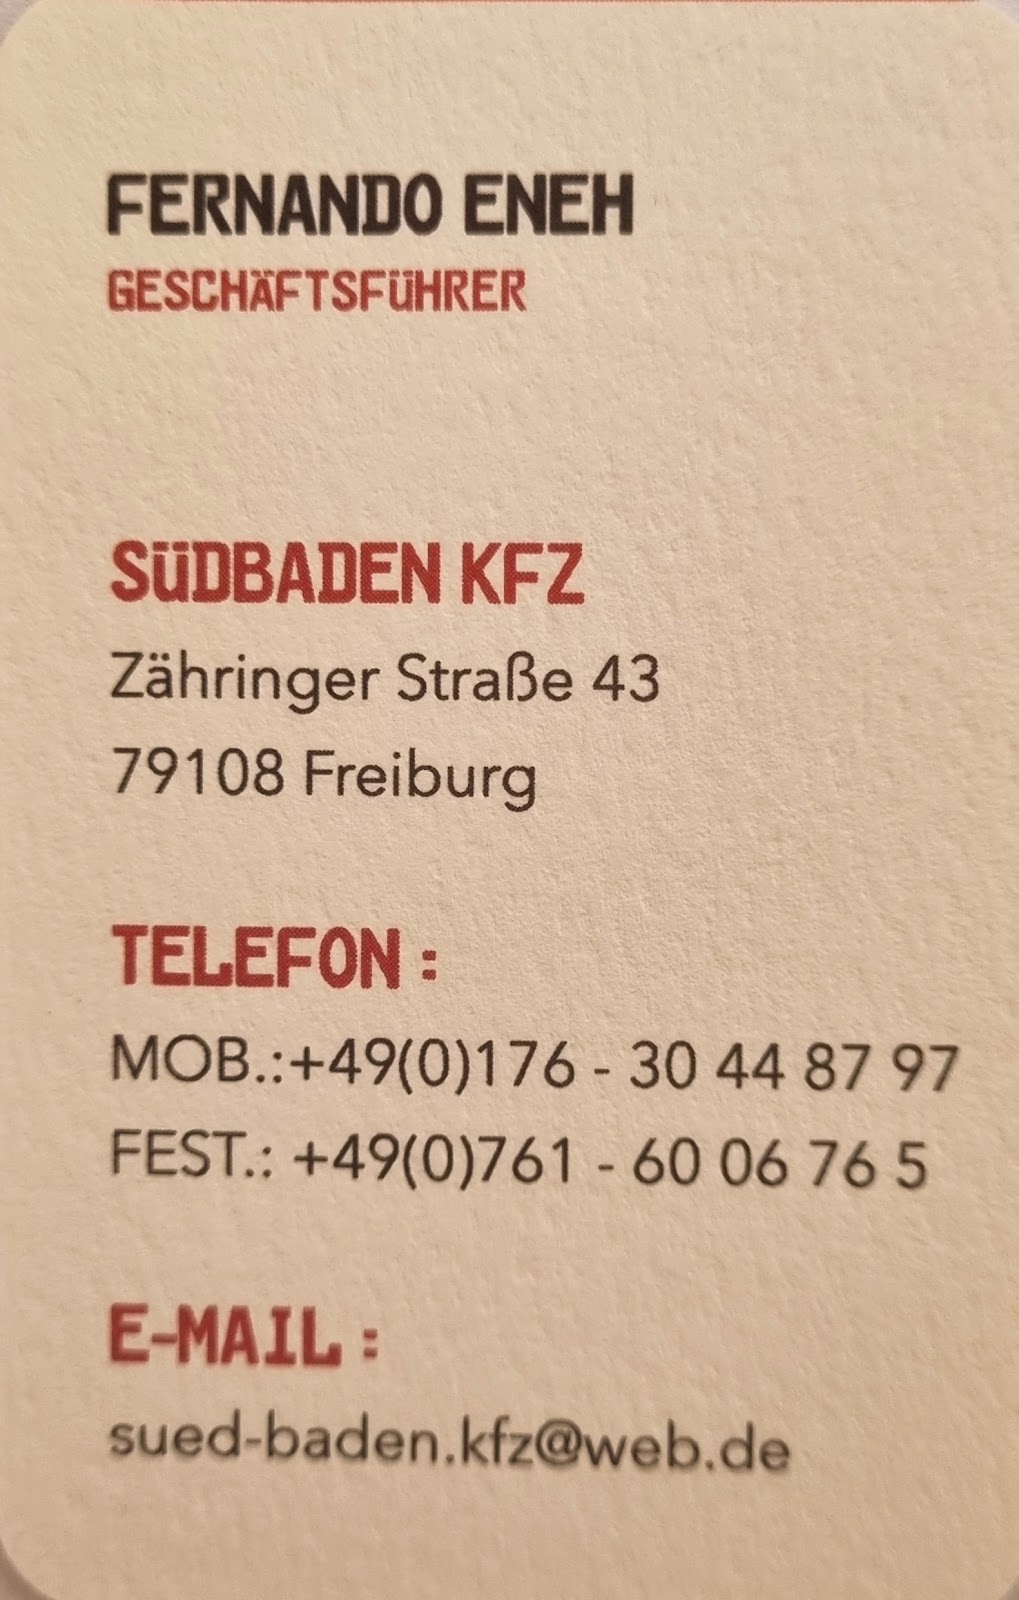 FERNANDO ENEH
GESCHÄFTSFÜHRER
SÜDBADEN KFZ
Zähringer Straße 43
79108 Freiburg
TELEFON :
MOB.:+49(0)176 - 30 44 87 97
FEST.: +49(0)761 - 60 06 76 5
E-MAIL :
sued-baden.kfz@web.de